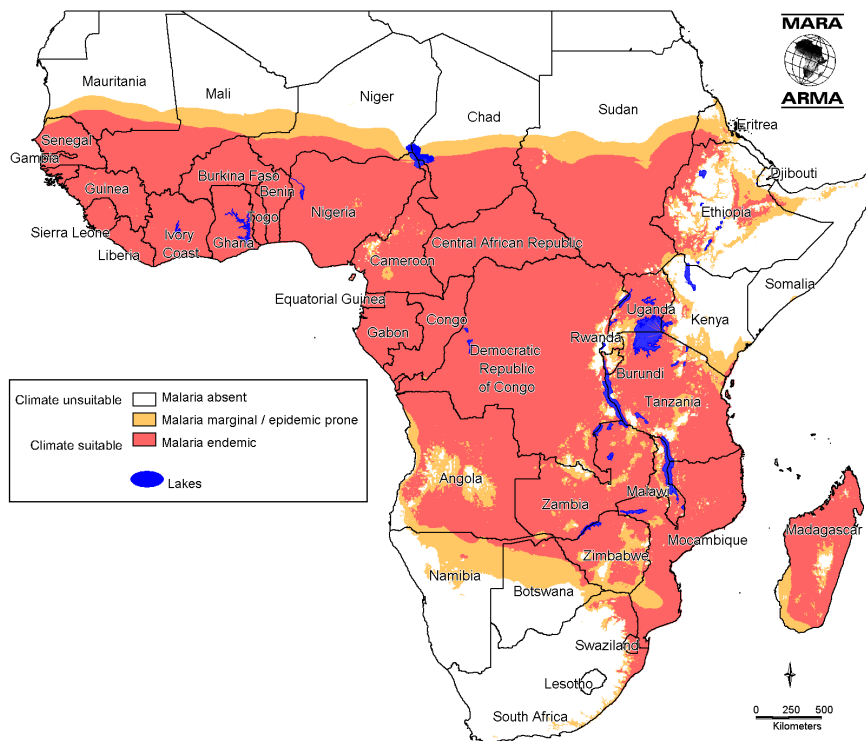 MARA
ARMA
Mauritania
Mali
Niger
Chad
Sudan
Eritrea
Senegal
Gambia
Djibouti
Burkina Faso
Benin
Guinea
Nigeria
Ethiopia
Togo
Sierra Leone
Ivory
Coast
Ghana
Central African Republic
Liberia
Cameroon
Somalia
Equatorial Guinea
Uganda
Kenya
Gabon
Congo
Rwanda
Democratic
Republic
of Congo
Burundi
Tanzania
Climate unsuitable
Malaria absent
Malaria marginal / epidemic prone
Climate suitable
Malaria endemic
Lakes
Angola
Zambia
Malawi
Madagascar
Moçambique
Zimbabwe
Namibia
Botswana
Swaziland
Lesotho
South Africa
0 250 500
Kilometers